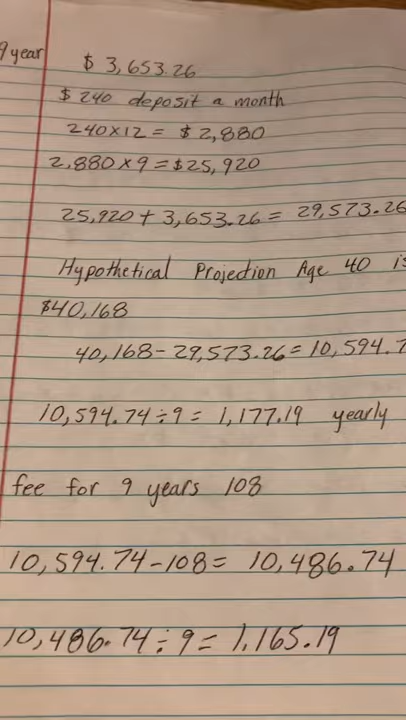 9 year
$ 3,653.26
$ 240 deposit a month
240x12 = $2,880
2,880 x 9 = $25,920
25,920 + 3,653.26 = 29,573.26
Hypothetical Projection Age 40 is
$40,168
40,168 - 29,573.26 = 10,594.7
10,594.74 ÷ 9 = 1,177.19 yearly
fee for 9 years 108
10,594.74 - 108 = 10,486.74
10,486.74 ÷ 9 = 1,165.19